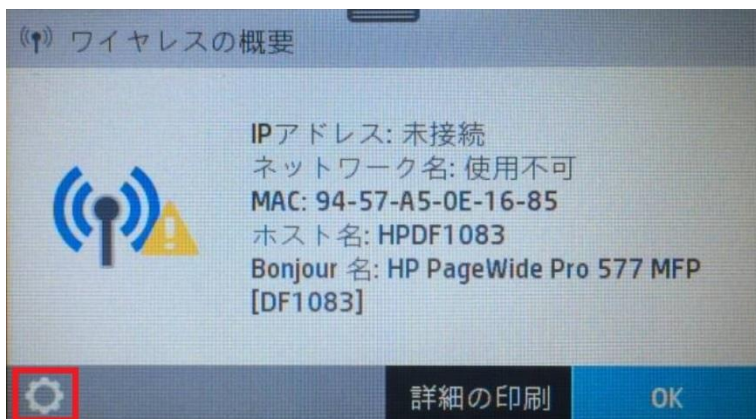 ワイヤレスの概要
IPアドレス: 未接続
ネットワーク名: 使用不可
MAC: 94-57-A5-0E-16-85
ホスト名: HPDF1083
Bonjour 名: HP PageWide Pro 577 MFP
[DF1083]
詳細の印刷
OK